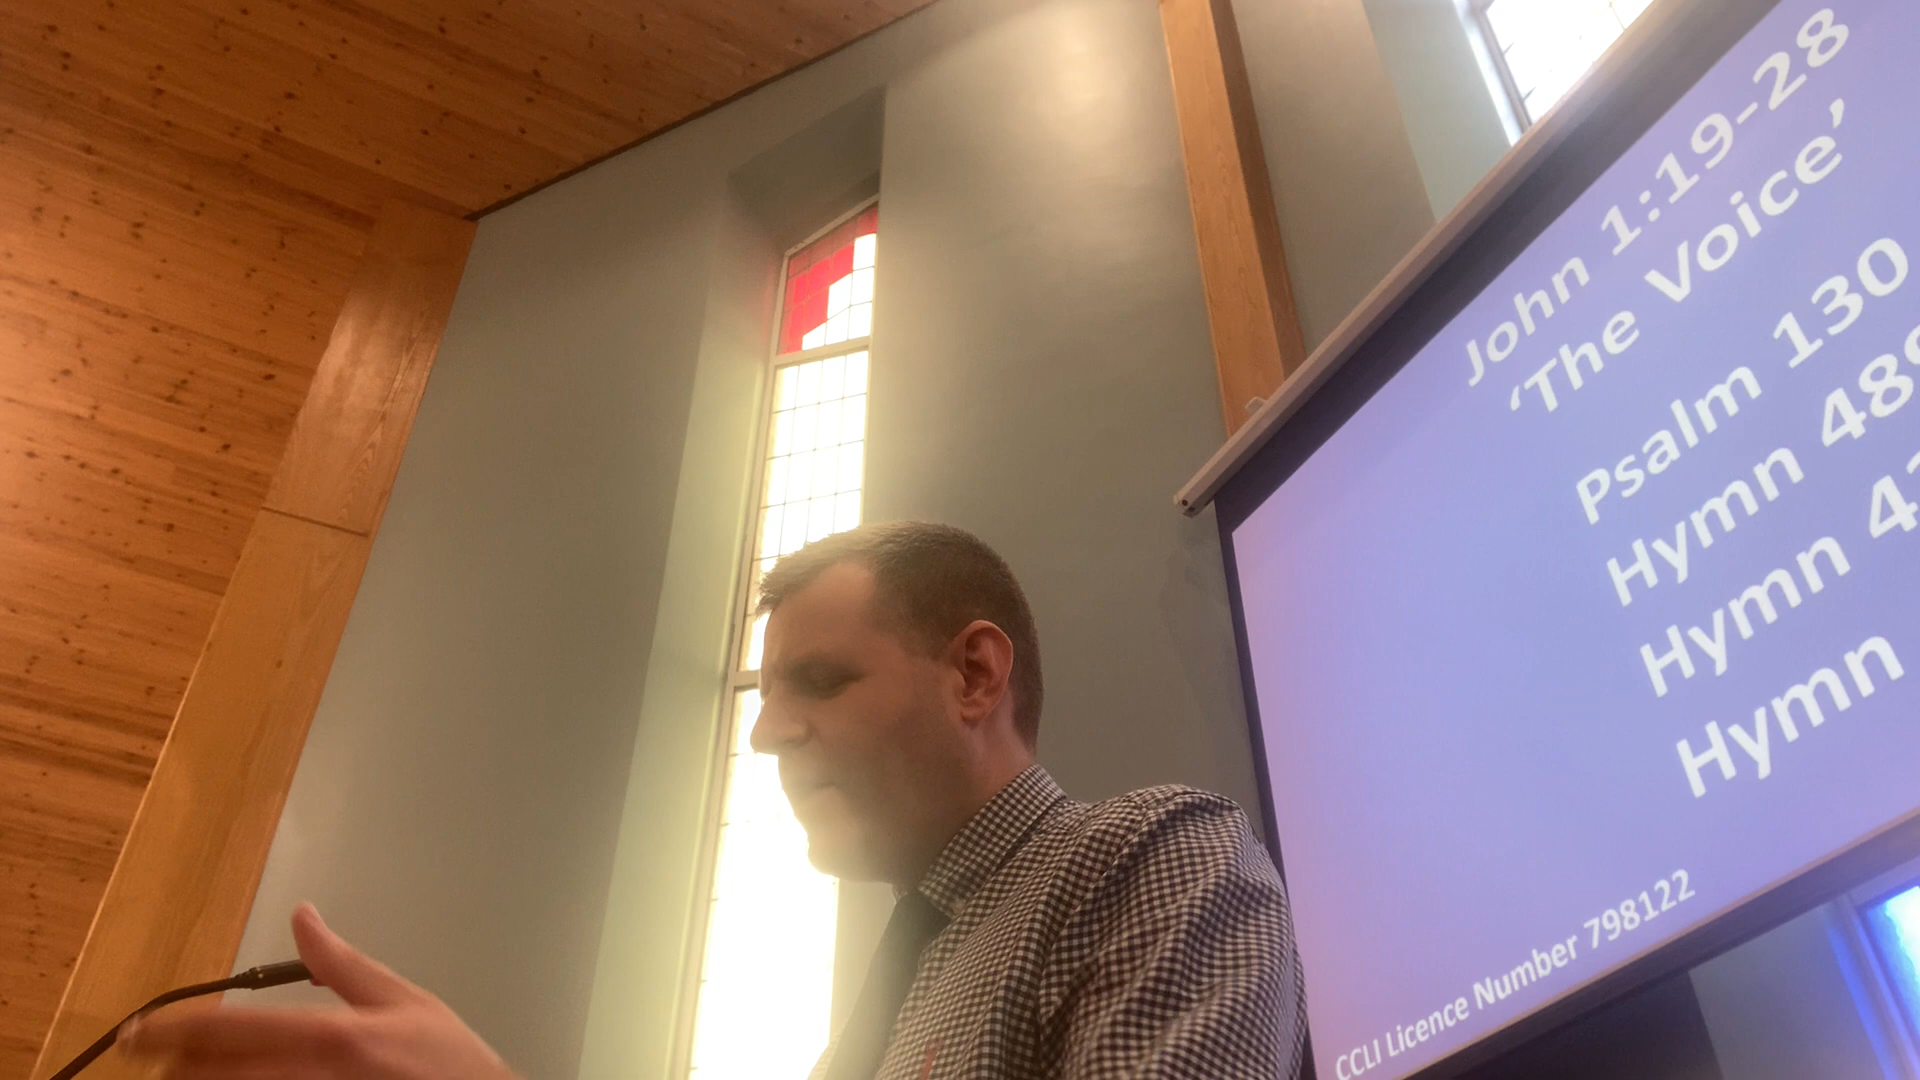 John 1:19-28
‘The Voice’
Psalm 130
Hymn
Hymn
Hymn
CCLI Licence Number 798122